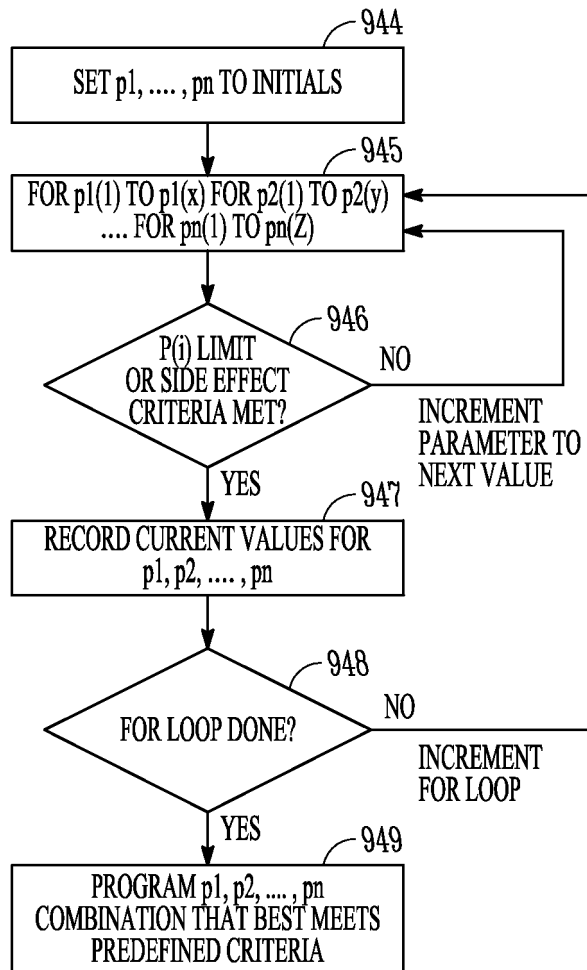 944
SET p1, .... , pn TO INITIALS
945
FOR p1(1) TO p1(x) FOR p2(1) TO p2(y)
.... FOR pn(1) TO pn(Z)
946
P(i) LIMIT
OR SIDE EFFECT
CRITERIA MET?
NO
INCREMENT
PARAMETER TO
NEXT VALUE
YES
947
RECORD CURRENT VALUES FOR
p1, p2, .... , pn
948
FOR LOOP DONE?
NO
INCREMENT
FOR LOOP
YES
949
PROGRAM p1, p2, .... , pn
COMBINATION THAT BEST MEETS
PREDEFINED CRITERIA